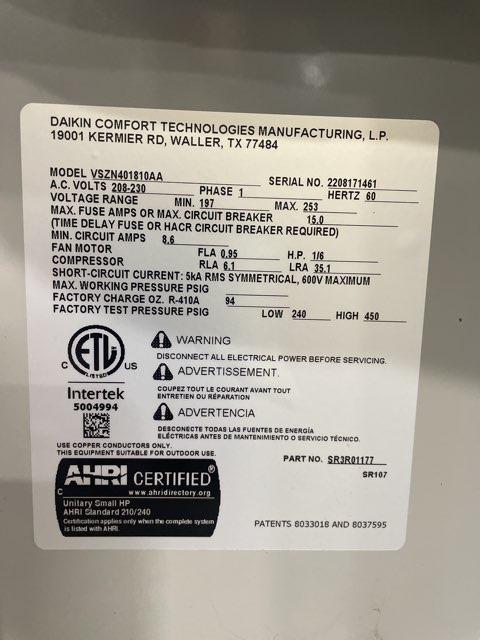 DAIKIN COMFORT TECHNOLOGIES MANUFACTURING, L.P.
19001 KERMIER RD, WALLER, TX 77484
MODEL VSZN401810AA SERIAL NO. 2208171461
A.C. VOLTS 208-230 PHASE 1 HERTZ 60
VOLTAGE RANGE MIN. 197 MAX. 253
MAX. FUSE AMPS OR MAX. CIRCUIT BREAKER 15.0
(TIME DELAY FUSE OR HACR CIRCUIT BREAKER REQUIRED)
MIN. CIRCUIT AMPS 8.6
FAN MOTOR FLA 0.95 H.P. 1/6
COMPRESSOR RLA 6.1 LRA 35.1
SHORT-CIRCUIT CURRENT: 5kA RMS SYMMETRICAL, 600V MAXIMUM
MAX. WORKING PRESSURE PSIG
FACTORY CHARGE OZ. R-410A 94
FACTORY TEST PRESSURE PSIG LOW 240 HIGH 450
C ETL US
LISTED
Intertek
5004994
WARNING
DISCONNECT ALL ELECTRICAL POWER BEFORE SERVICING.
ADVERTISSEMENT.
COUPEZ TOUT LE COURANT AVANT TOUT
ENTRETIEN OU RÉPARATION
ADVERTENCIA
DESCONECTE TODAS LAS FUENTES DE ENERGÍA
ELÉCTRICAS ANTES DE MANTENIMIENTO O SERVICIO TÉCNICO.
USE COPPER CONDUCTORS ONLY.
THIS EQUIPMENT SUITABLE FOR OUTDOOR USE.
PART NO. SR3R01177
SR107
C AHRI CERTIFIED®
www.ahridirectory.org
Unitary Small HP
AHRI Standard 210/240
Certification applies only when the complete system
is listed with AHRI.
PATENTS 8033018 AND 8037595